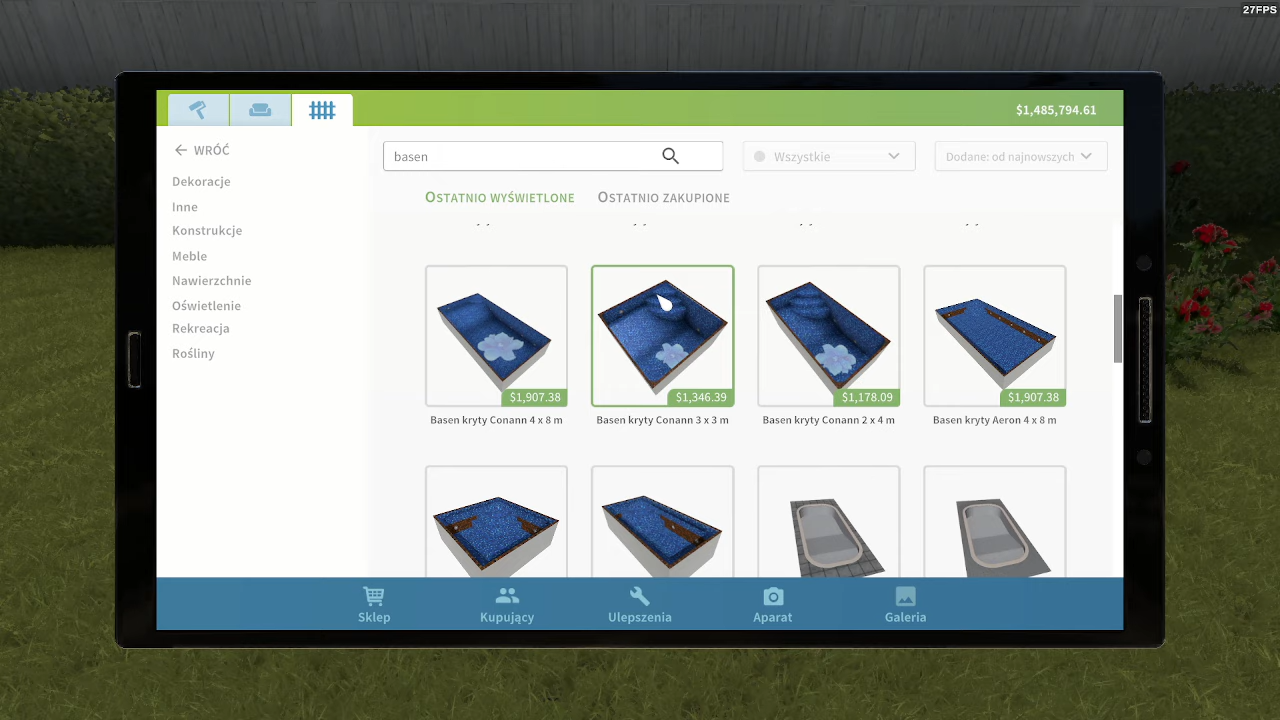 27FPS
$1,485,794.61
WRÓĆ
Dekoracje
Inne
Konstrukcje
Meble
Nawierzchnie
Oświetlenie
Rekreacja
Rośliny
basen
Wszystkie
Dodane: od najnowszych
OSTATNIO WYŚWIETLONE
OSTATNIO ZAKUPIONE
$1,907.38
$1,346.39
$1,178.09
$1,907.38
Basen kryty Conann 4 x 8 m
Basen kryty Conann 3 x 3 m
Basen kryty Conann 2 x 4 m
Basen kryty Aeron 4 x 8 m
Sklep
Kupujący
Ulepszenia
Aparat
Galeria